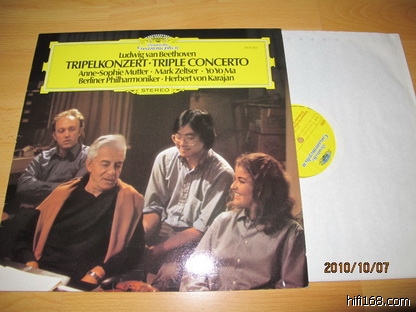 Grammophon
Ludwig van Beethoven
TRIPELKONZERT · TRIPLE CONCERTO
Anne-Sophie Mutter · Mark Zeltser · Yo Yo Ma
Berliner Philharmoniker · Herbert von Karajan
STEREO
2010/10/07
hifi168.com